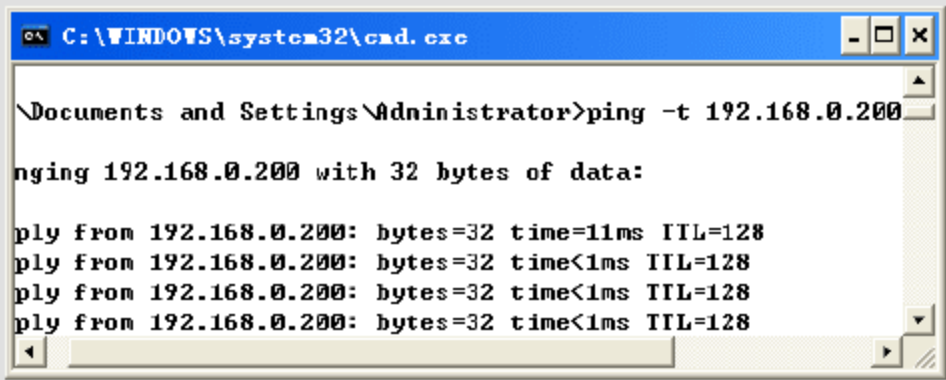 C:\WINDOWS\system32\cmd.exe
\Documents and Settings\Administrator>ping -t 192.168.0.200
nging 192.168.0.200 with 32 bytes of data:
ply from 192.168.0.200: bytes=32 time=11ms TTL=128
ply from 192.168.0.200: bytes=32 time<1ms TTL=128
ply from 192.168.0.200: bytes=32 time<1ms TTL=128
ply from 192.168.0.200: bytes=32 time<1ms TTL=128